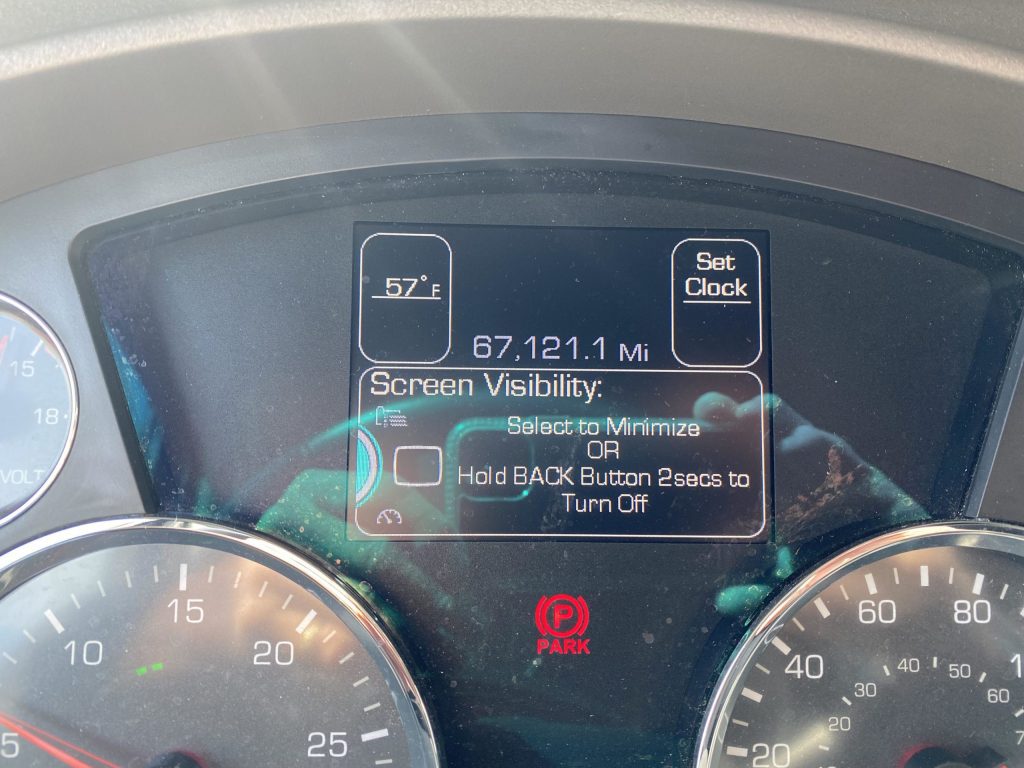 57°F
Set
Clock
67,121.1 Mi
Screen Visibility:
Select to Minimize
OR
Hold BACK Button 2secs to
Turn Off
15
18
VOLT
P
PARK
5
10
15
20
25
20
40
60
80
20
30
40
50
60